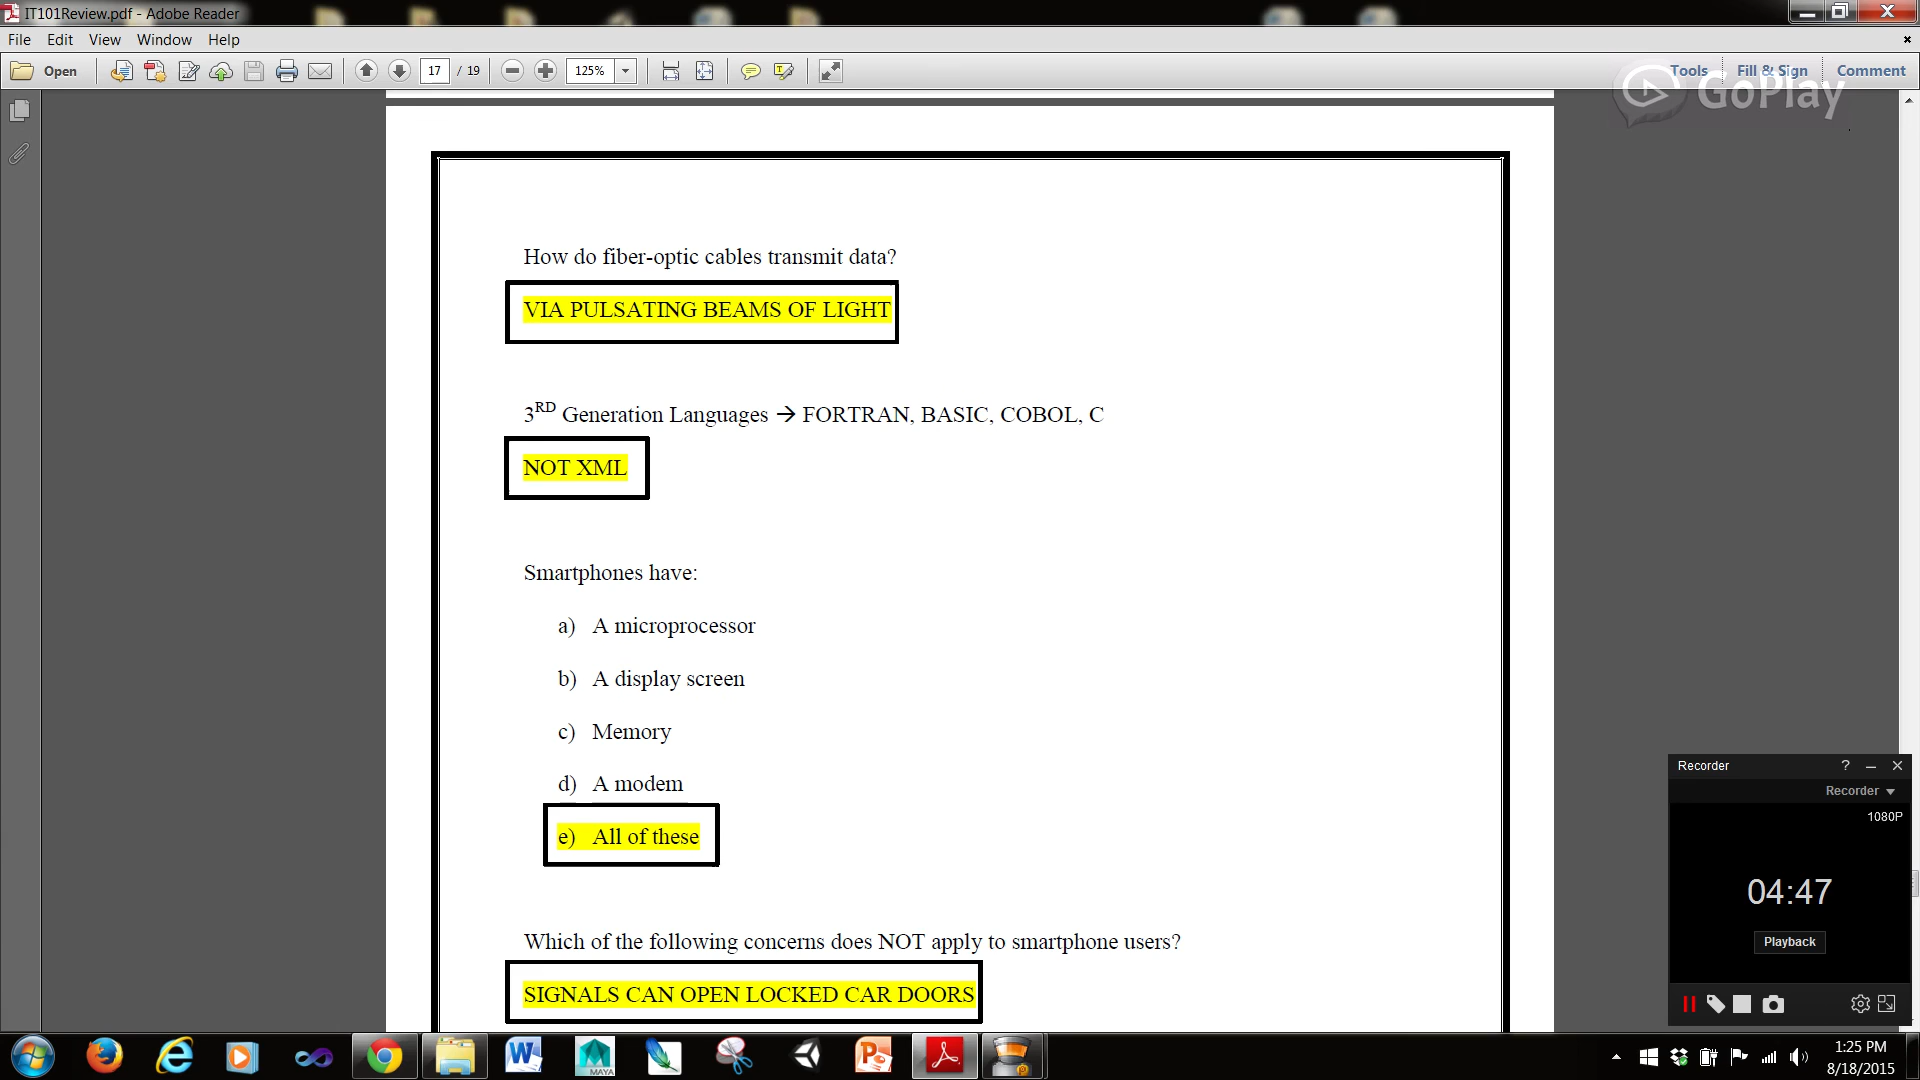 IT101Review.pdf - Adobe Reader
File Edit View Window Help
Open 17 / 19 125% Tools Fill & Sign Comment
GoPlay
How do fiber-optic cables transmit data?
VIA PULSATING BEAMS OF LIGHT
3RD Generation Languages → FORTRAN, BASIC, COBOL, C
NOT XML
Smartphones have:
a) A microprocessor
b) A display screen
c) Memory
d) A modem
e) All of these
Which of the following concerns does NOT apply to smartphone users?
SIGNALS CAN OPEN LOCKED CAR DOORS
Recorder
Recorder
1080P
04:47
Playback
MAYA
1:25 PM
8/18/2015